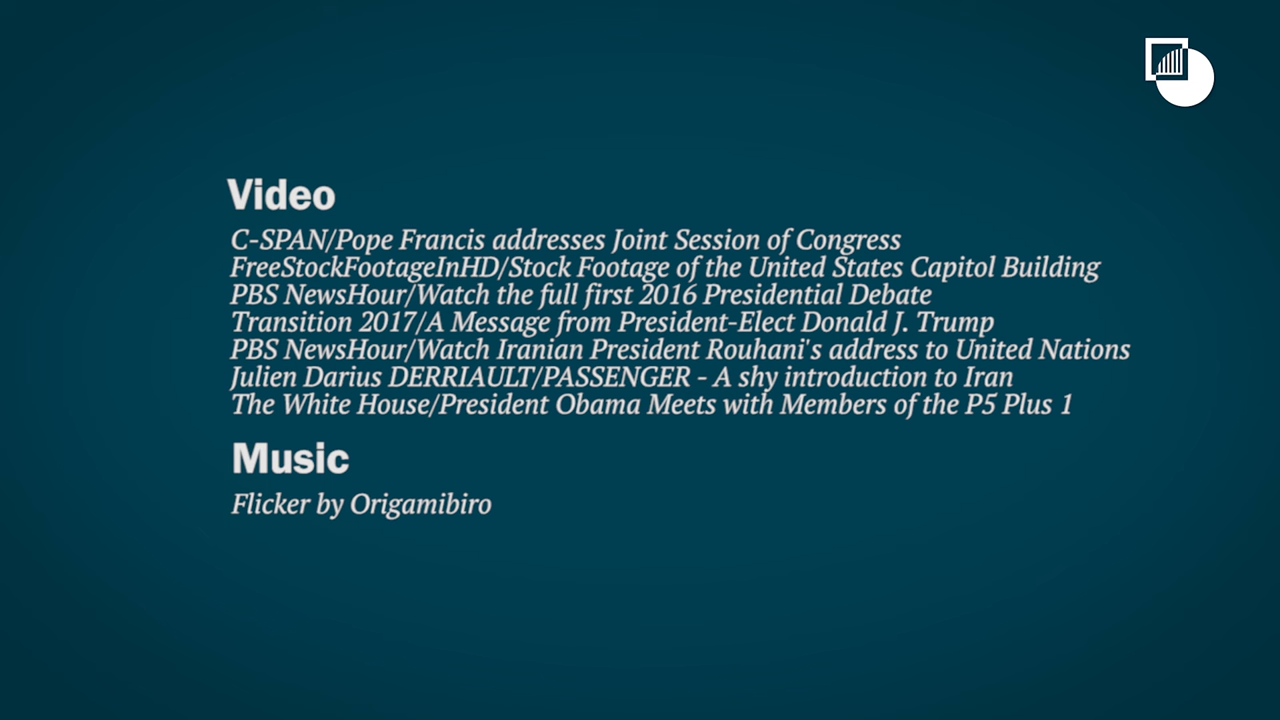 Video
C-SPAN/Pope Francis addresses Joint Session of Congress
FreeStockFootageInHD/Stock Footage of the United States Capitol Building
PBS NewsHour/Watch the full first 2016 Presidential Debate
Transition 2017/A Message from President-Elect Donald J. Trump
PBS NewsHour/Watch Iranian President Rouhani's address to United Nations
Julien Darius DERRIAULT/PASSENGER - A shy introduction to Iran
The White House/President Obama Meets with Members of the P5 Plus 1
Music
Flicker by Origamibiro